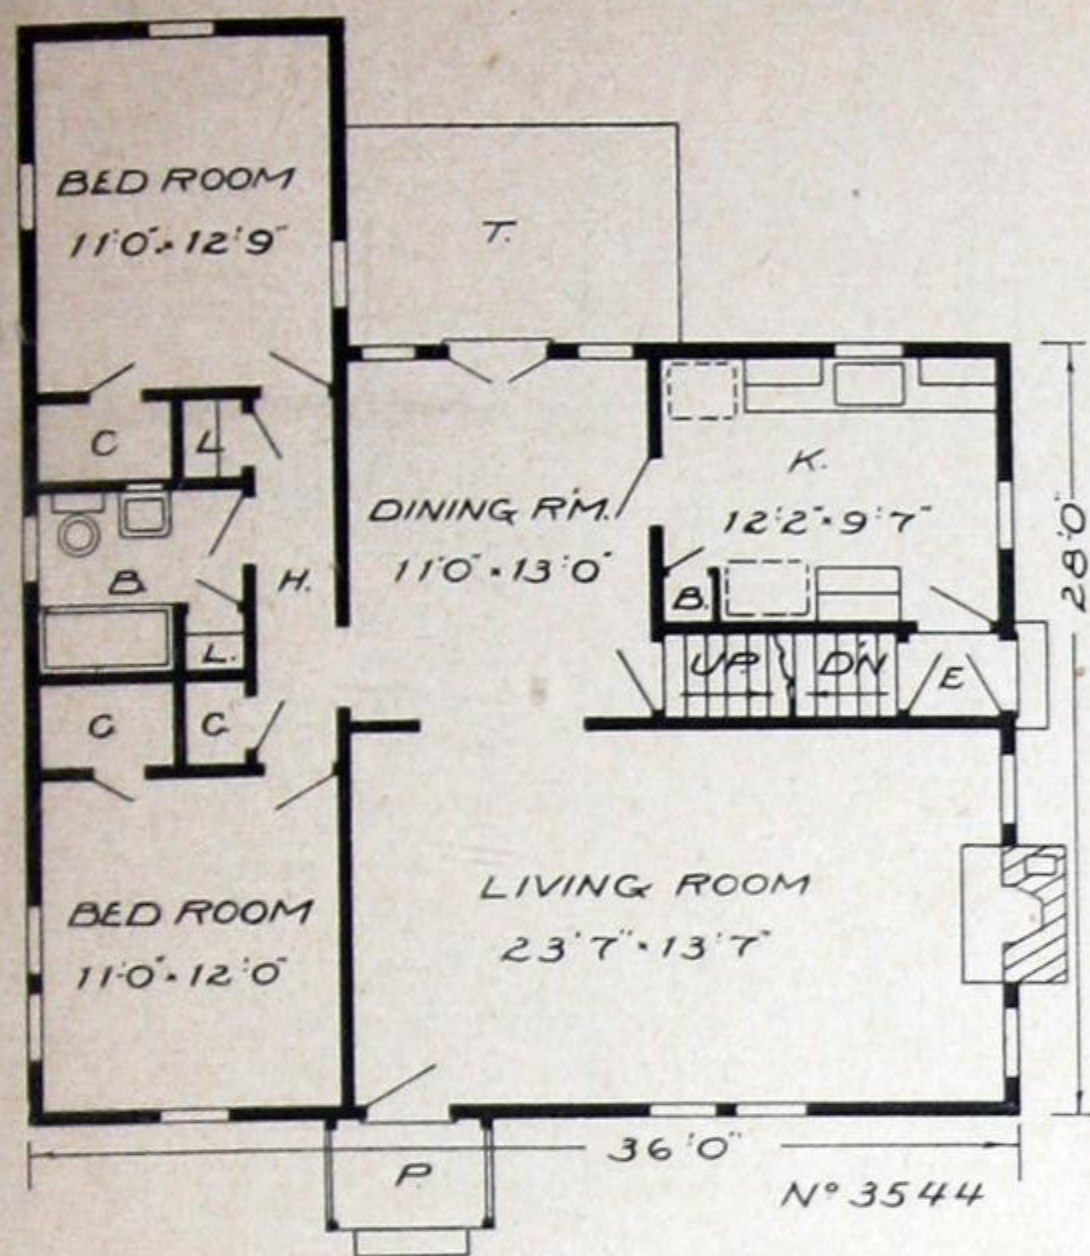 BED ROOM
11'0" x 12'9"
T.
C
L
K.
12'2" x 9'7"
DINING R'M.
11'0" x 13'0"
28'0"
B.
H.
B.
L.
UP.
DN
E
C
C
LIVING ROOM
23'7" x 13'7"
BED ROOM
11'0" x 12'0"
36'0"
P
No 3544